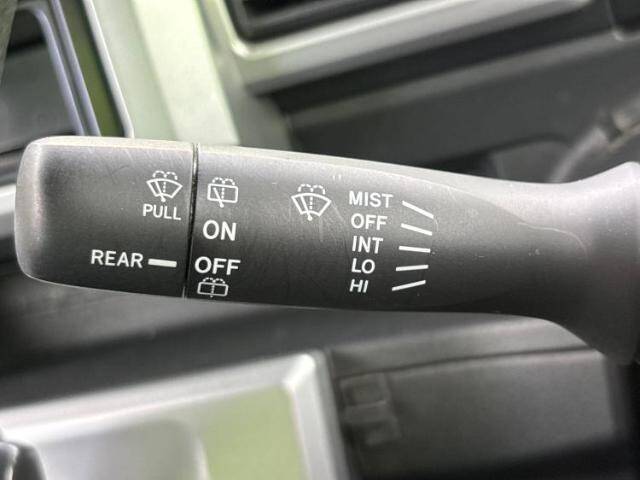 PULL
REAR
ON
OFF
MIST
OFF
INT
LO
HI